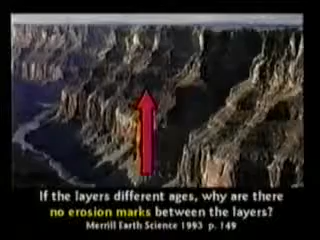 If the layers different ages, why are there
no erosion marks between the layers?
Merrill Earth Science 1993 p. 149